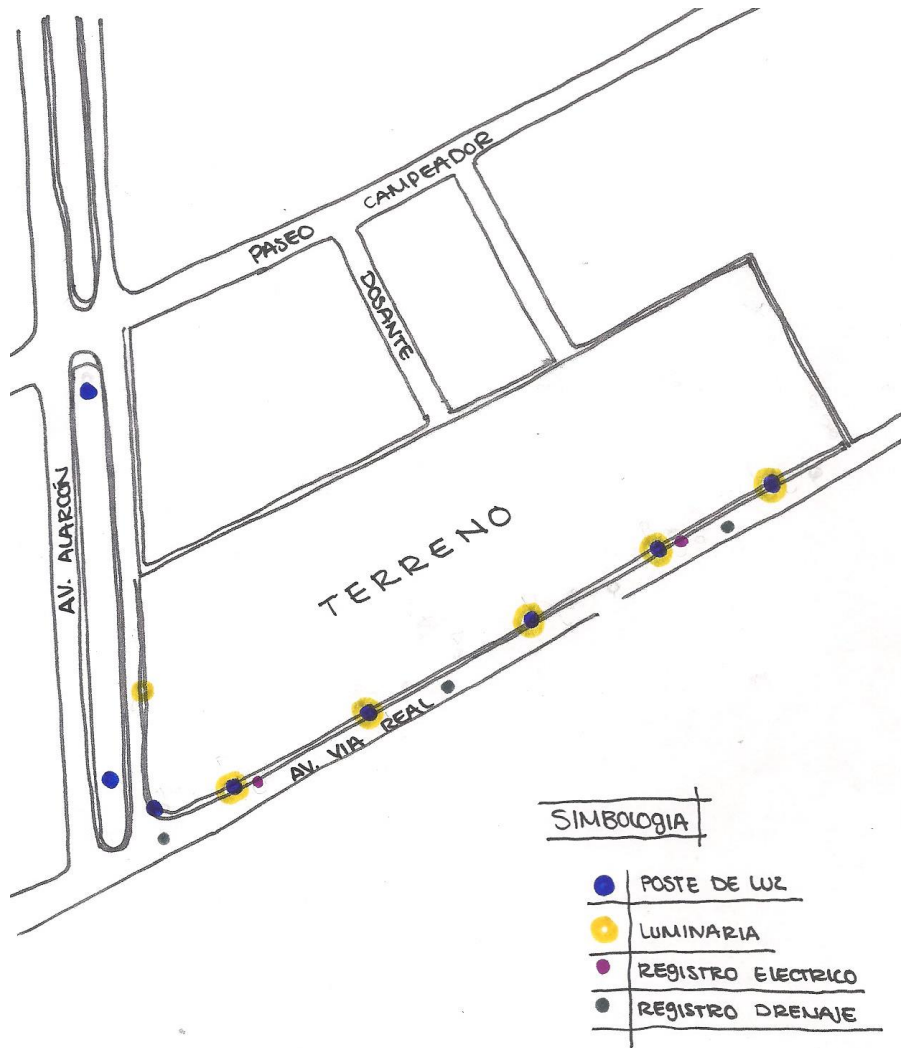 PASEO CAMPEADOR
DOSANTE
AV. ALARCÓN
TERRENO
AV. VIA REAL
SIMBOLOGIA
POSTE DE LUZ
LUMINARIA
REGISTRO ELECTRICO
REGISTRO DRENAJE